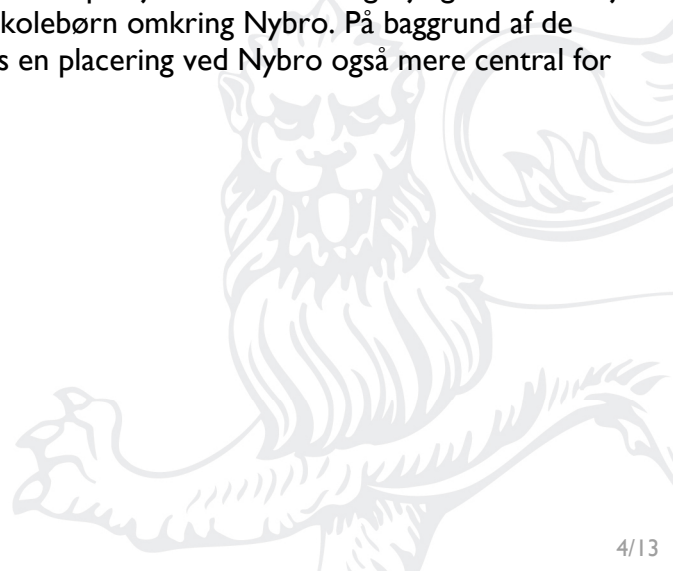 kolebørn omkring Nybro. På baggrund af de
s en placering ved Nybro også mere central for
4/13